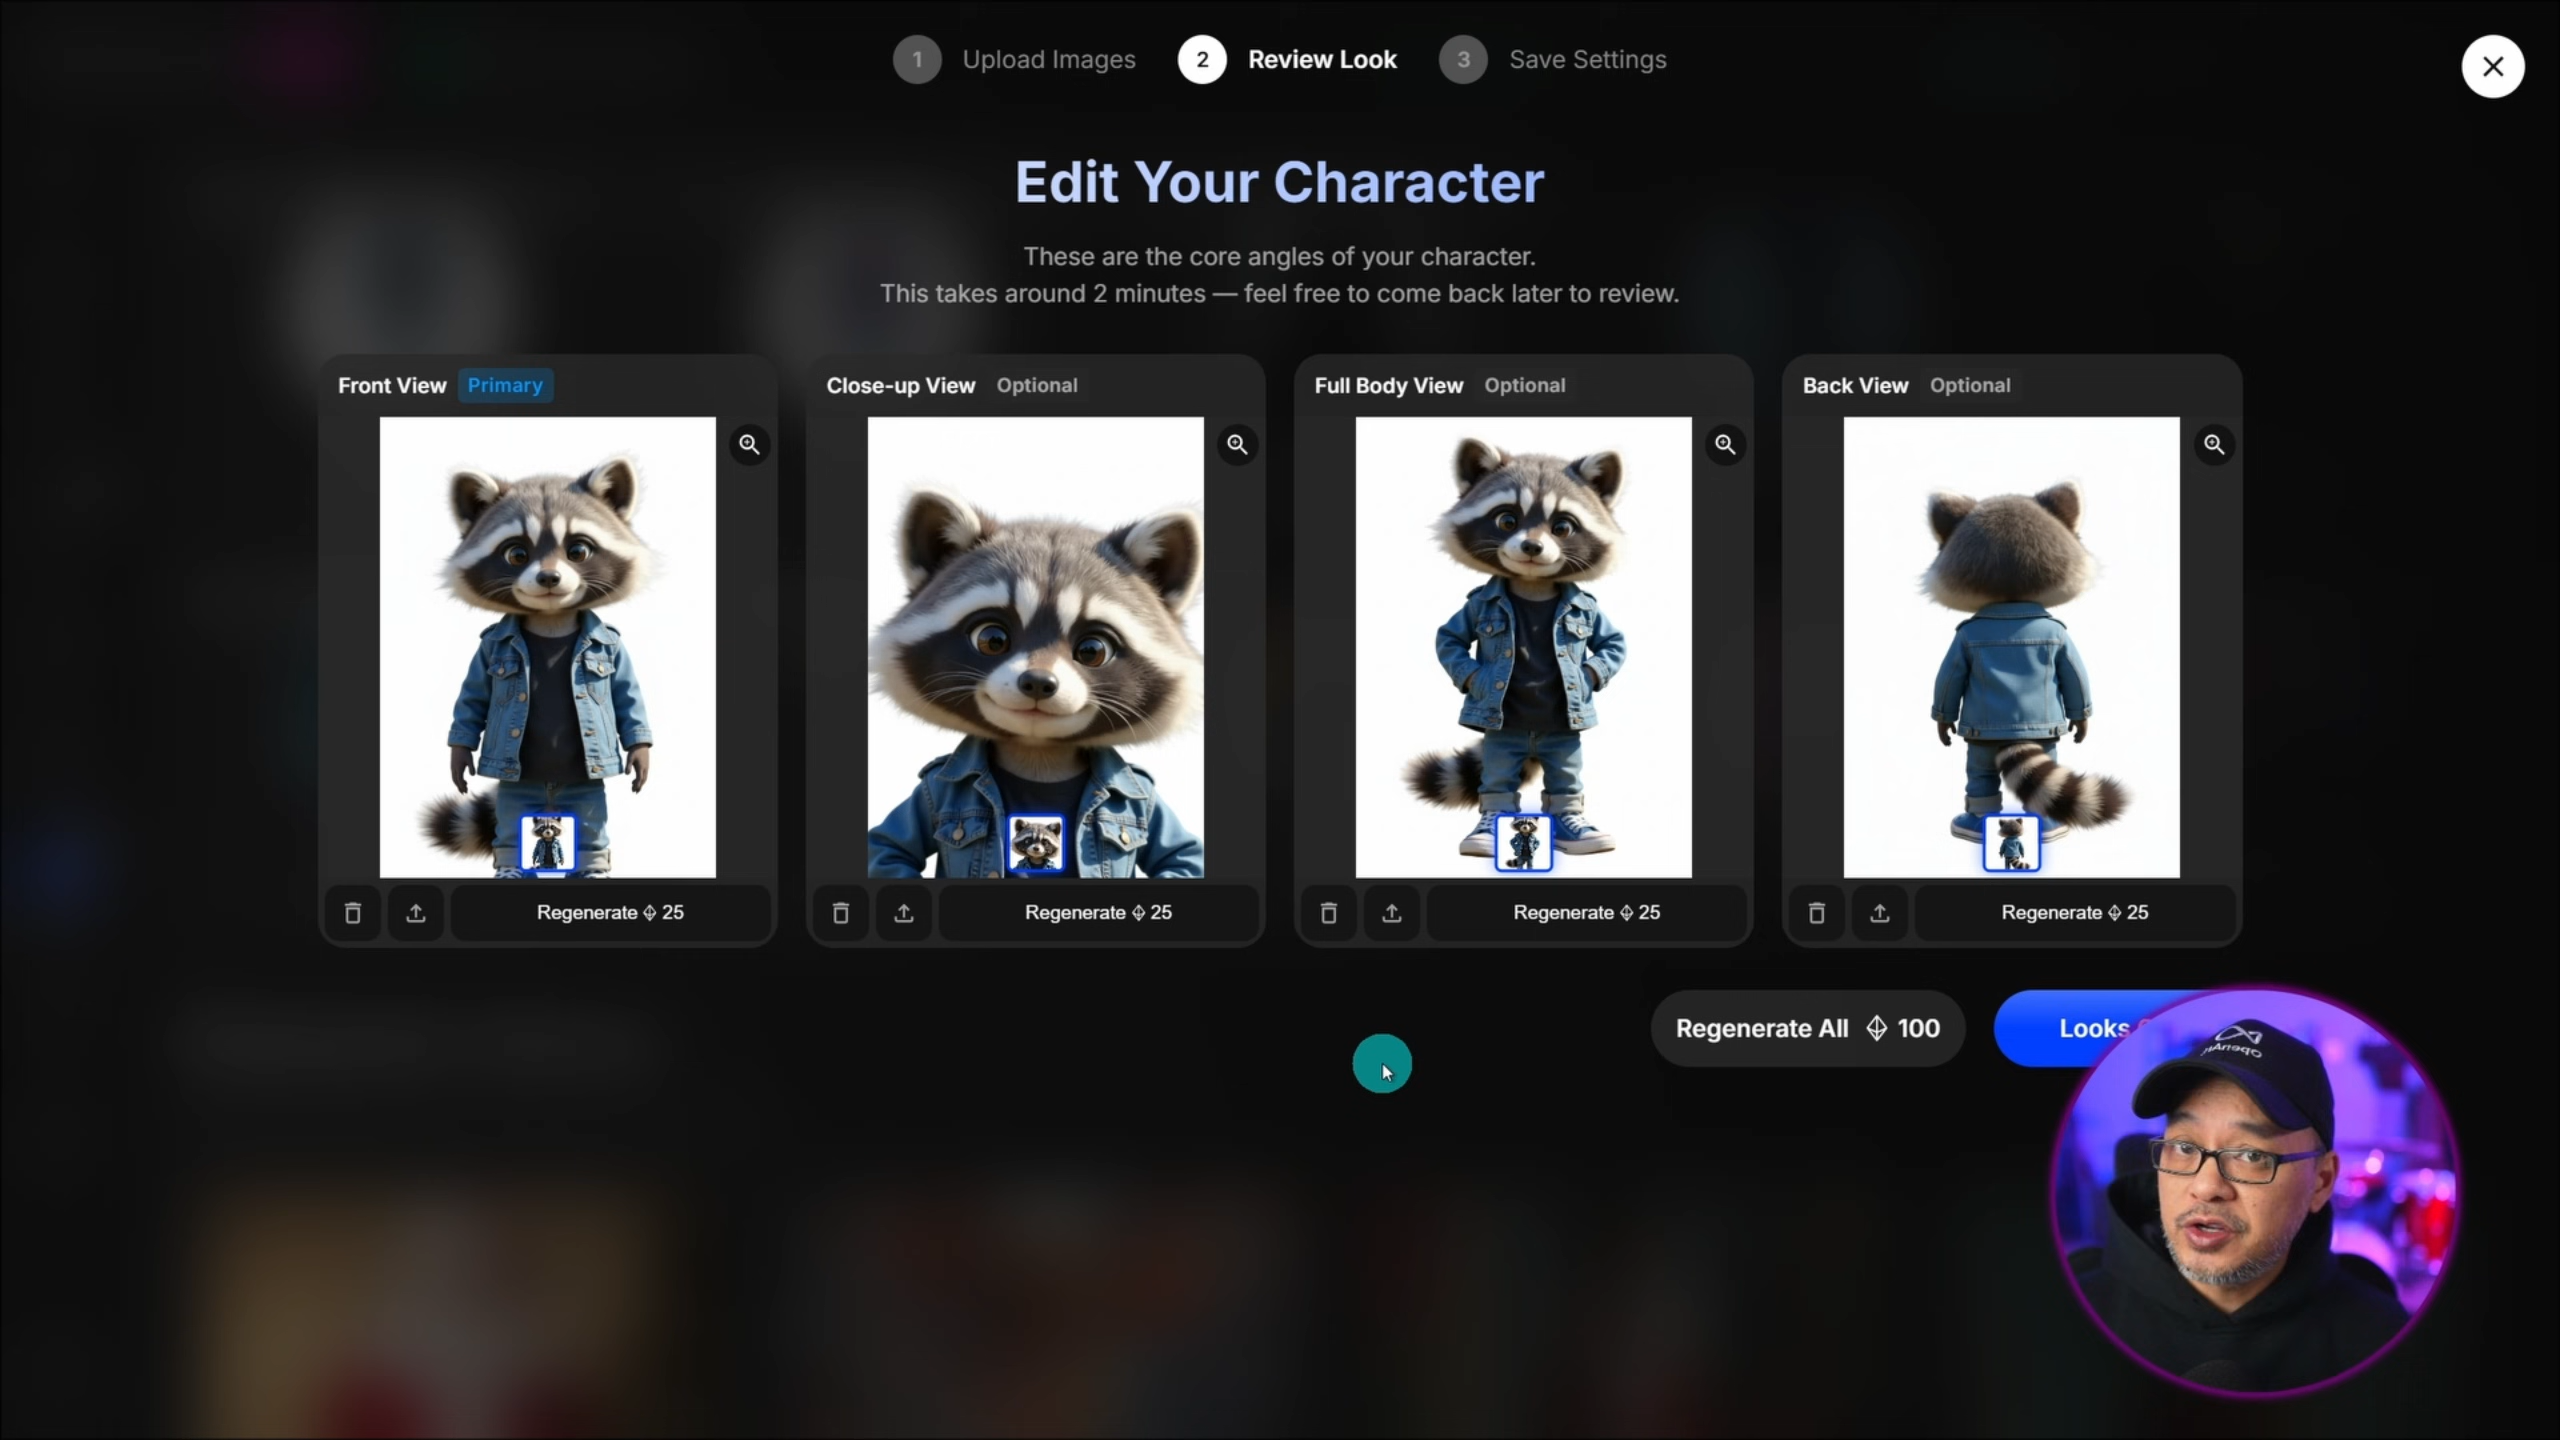 1 Upload Images 2 Review Look 3 Save Settings
Edit Your Character
These are the core angles of your character.
This takes around 2 minutes — feel free to come back later to review.
Front View Primary
Close-up View Optional
Full Body View Optional
Back View Optional
Regenerate 25
Regenerate 25
Regenerate 25
Regenerate 25
Regenerate All 100
Looks